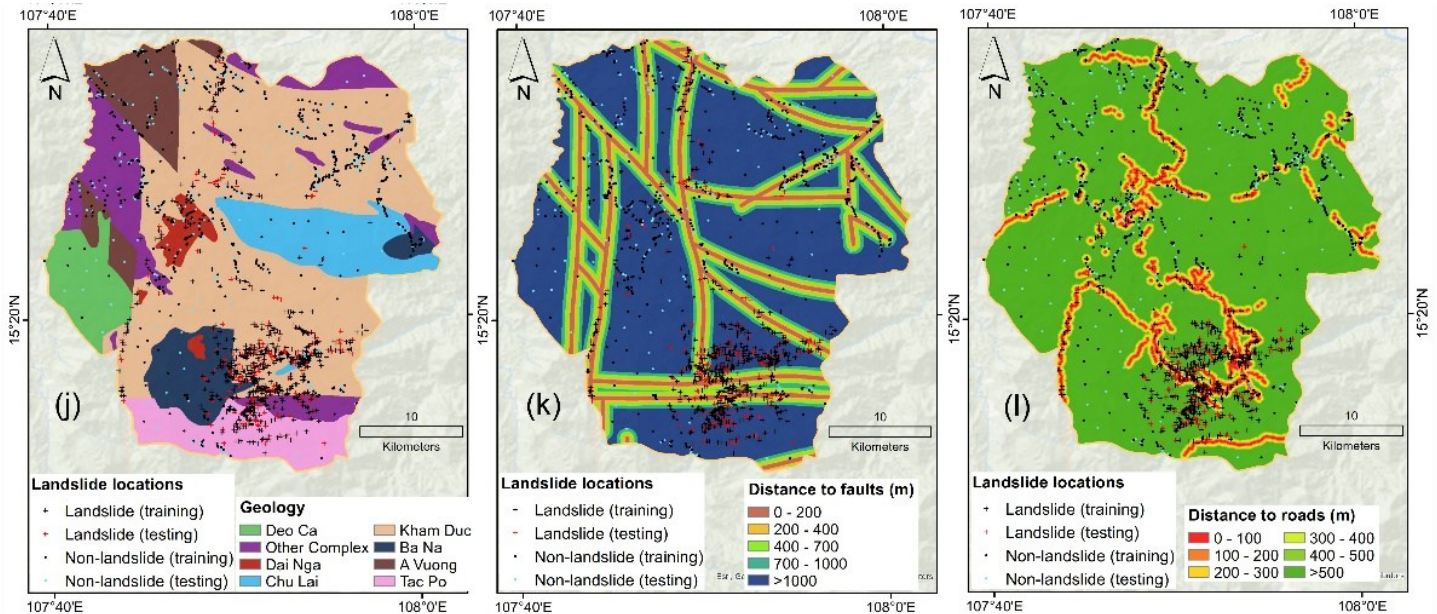 107°40'E
108°0'E
N
15°20'N
(j)
10
Kilometers
Landslide locations
Landslide (training)
Landslide (testing)
Non-landslide (training)
Non-landslide (testing)
Geology
Deo Ca
Other Complex
Dai Nga
Chu Lai
Kham Duc
Ba Na
A Vuong
Tac Po
107°40'E
108°0'E
107°40'E
108°0'E
N
15°20'N
(k)
10
Kilometers
Landslide locations
Landslide (training)
Landslide (testing)
Non-landslide (training)
Non-landslide (testing)
Distance to faults (m)
0 - 200
200 - 400
400 - 700
700 - 1000
>1000
107°40'E
108°0'E
107°40'E
108°0'E
N
15°20'N
15°20'N
(l)
10
Kilometers
Landslide locations
Landslide (training)
Landslide (testing)
Non-landslide (training)
Non-landslide (testing)
Distance to roads (m)
0 - 100
100 - 200
200 - 300
300 - 400
400 - 500
>500
107°40'E
108°0'E